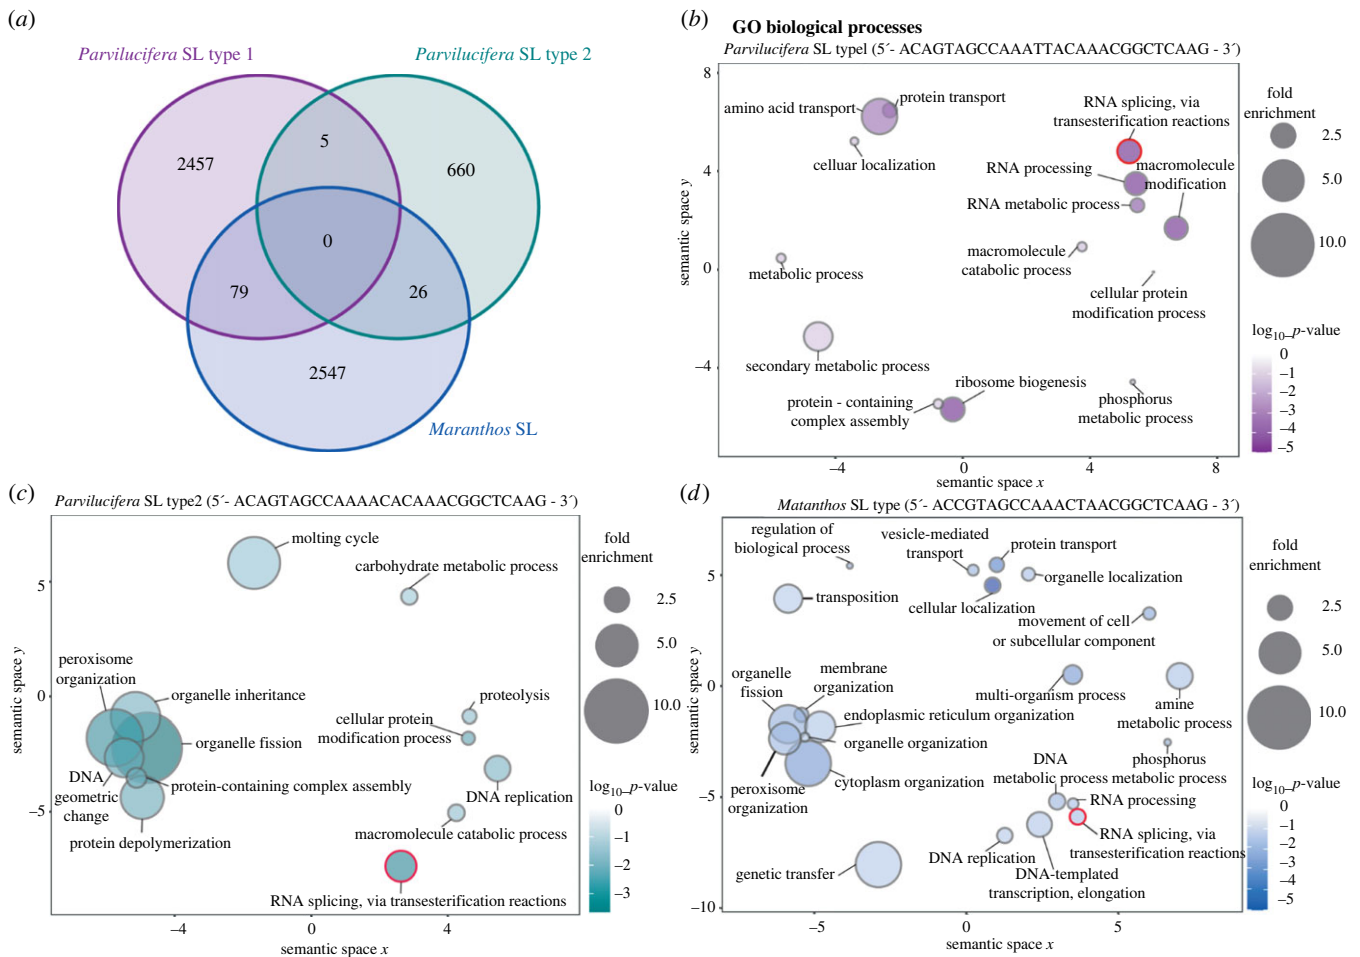 (a)
Parvilucifera SL type 1
Parvilucifera SL type 2
2457
5
660
0
79
26
2547
Maranthos SL
(b)
GO biological processes
Parvilucifera SL typel (5´- ACAGTAGCCAAATTACAAACGGCTCAAG - 3´)
8
4
0
−4
semantic space y
−4
0
4
8
semantic space x
amino acid transport
protein transport
celluar localization
RNA splicing, via
transesterification reactions
RNA processing
macromolecule
modification
RNA metabolic process
macromolecule
catabolic process
metabolic process
cellular protein
modification process
secondary metabolic process
ribosome biogenesis
protein - containing
complex assembly
phosphorus
metabolic process
fold
enrichment
2.5
5.0
10.0
log10_p-value
0
−1
−2
−3
−4
−5
(c)
Parvilucifera SL type2 (5´- ACAGTAGCCAAAACACAAACGGCTCAAG - 3´)
5
0
−5
semantic space y
−4
0
4
semantic space x
molting cycle
carbohydrate metabolic process
peroxisome
organization
organelle inheritance
proteolysis
cellular protein
modification process
organelle fission
DNA
geometric
change
protein-containing complex assembly
DNA replication
protein depolymerization
macromolecule catabolic process
RNA splicing, via transesterification reactions
fold
enrichment
2.5
5.0
10.0
log10_p-value
0
−1
−2
−3
(d)
Matanthos SL type (5´- ACCGTAGCCAAACTAACGGCTCAAG - 3´)
5
0
−5
−10
semantic space y
−5
0
5
semantic space x
regulation of
biological process
vesicle-mediated
transport
protein transport
organelle localization
transposition
cellular localization
movement of cell
or subcellular component
organelle
fission
membrane
organization
multi-organism process
amine
metabolic process
endoplasmic reticulum organization
organelle organization
phosphorus
metabolic process
DNA
metabolic process
peroxisome
organization
cytoplasm organization
RNA processing
RNA splicing, via
transesterification reactions
DNA replication
genetic transfer
DNA-templated
transcription, elongation
fold
enrichment
2.5
5.0
10.0
log10_p-value
0
−1
−2
−3
−4
−5